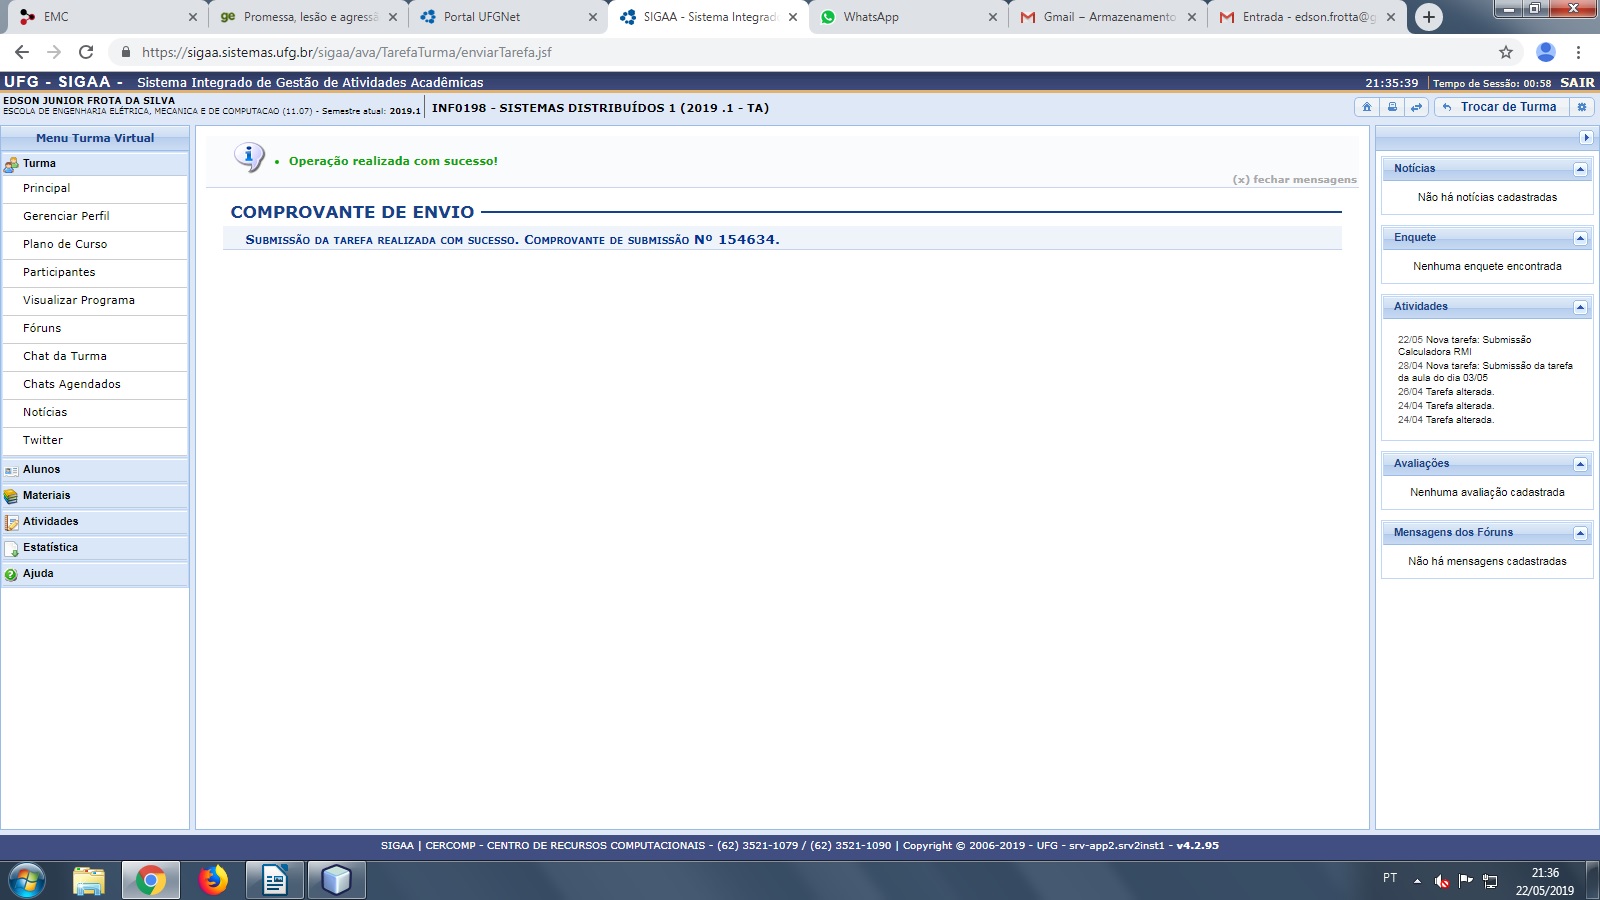 EMC
Promessa, lesão e agressã
Portal UFGNet
SIGAA - Sistema Integrado
WhatsApp
Gmail – Armazenamento
Entrada - edson.frotta@g
https://sigaa.sistemas.ufg.br/sigaa/ava/TarefaTurma/enviarTarefa.jsf
UFG - SIGAA - Sistema Integrado de Gestão de Atividades Acadêmicas
21:35:39 Tempo de Sessão: 00:58 SAIR
EDSON JUNIOR FROTA DA SILVA
ESCOLA DE ENGENHARIA ELÉTRICA, MECANICA E DE COMPUTACAO (11.07) - Semestre atual: 2019.1
INF0198 - SISTEMAS DISTRIBUÍDOS 1 (2019 .1 - TA)
Trocar de Turma
Menu Turma Virtual
Turma
Principal
Gerenciar Perfil
Plano de Curso
Participantes
Visualizar Programa
Fóruns
Chat da Turma
Chats Agendados
Notícias
Twitter
Alunos
Materiais
Atividades
Estatística
Ajuda
Operação realizada com sucesso!
(x) fechar mensagens
COMPROVANTE DE ENVIO
SUBMISSÃO DA TAREFA REALIZADA COM SUCESSO. COMPROVANTE DE SUBMISSÃO Nº 154634.
Notícias
Não há notícias cadastradas
Enquete
Nenhuma enquete encontrada
Atividades
22/05 Nova tarefa: Submissão
Calculadora RMI
28/04 Nova tarefa: Submissão da tarefa
da aula do dia 03/05
26/04 Tarefa alterada.
24/04 Tarefa alterada.
24/04 Tarefa alterada.
Avaliações
Nenhuma avaliação cadastrada
Mensagens dos Fóruns
Não há mensagens cadastradas
SIGAA | CERCOMP - CENTRO DE RECURSOS COMPUTACIONAIS - (62) 3521-1079 / (62) 3521-1090 | Copyright © 2006-2019 - UFG - srv-app2.srv2inst1 - v4.2.95
PT
21:36
22/05/2019